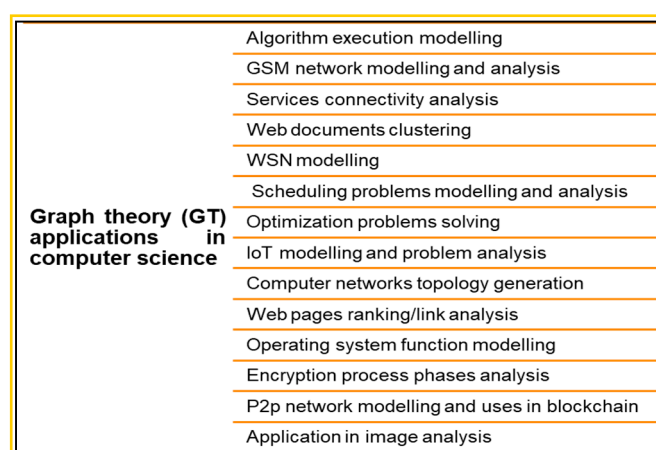 Graph theory (GT)
applications in
computer science
Algorithm execution modelling
GSM network modelling and analysis
Services connectivity analysis
Web documents clustering
WSN modelling
Scheduling problems modelling and analysis
Optimization problems solving
IoT modelling and problem analysis
Computer networks topology generation
Web pages ranking/link analysis
Operating system function modelling
Encryption process phases analysis
P2p network modelling and uses in blockchain
Application in image analysis